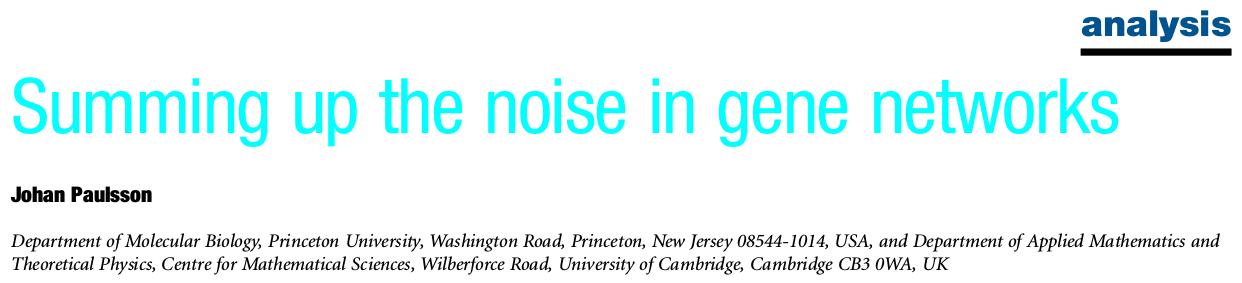 analysis
Summing up the noise in gene networks
Johan Paulsson
Department of Molecular Biology, Princeton University, Washington Road, Princeton, New Jersey 08544-1014, USA, and Department of Applied Mathematics and
Theoretical Physics, Centre for Mathematical Sciences, Wilberforce Road, University of Cambridge, Cambridge CB3 0WA, UK